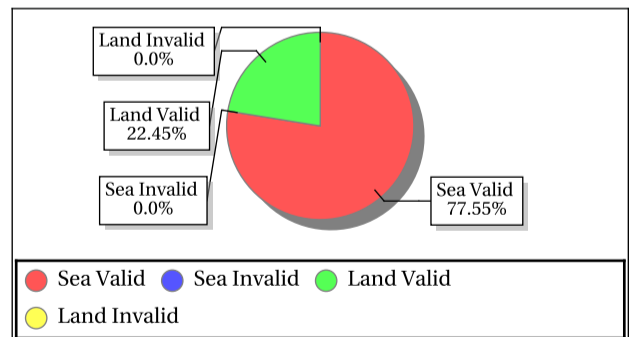 Land Invalid
0.0%
Land Valid
22.45%
Sea Invalid
0.0%
Sea Valid
77.55%
Sea Valid
Sea Invalid
Land Valid
Land Invalid